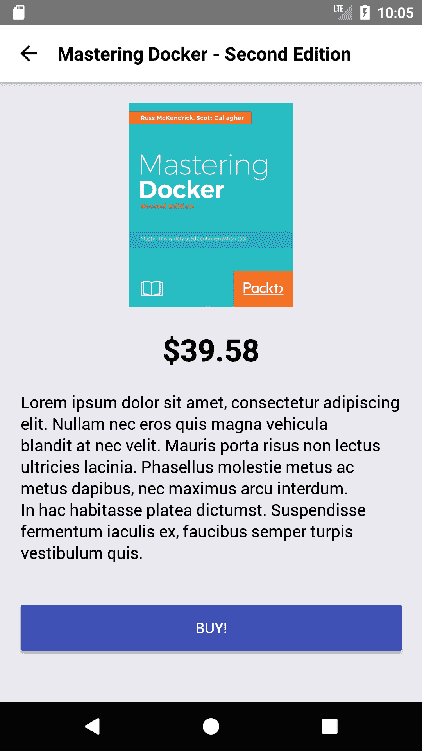 LTE 10:05
Mastering Docker - Second Edition
Russ McKendrick, Scott Gallagher
Mastering
Docker
Second Edition
Packt>
$39.58
Lorem ipsum dolor sit amet, consectetur adipiscing
elit. Nullam nec eros quis magna vehicula
blandit at nec velit. Mauris porta risus non lectus
ultricies lacinia. Phasellus molestie metus ac
metus dapibus, nec maximus arcu interdum.
In hac habitasse platea dictumst. Suspendisse
fermentum iaculis ex, faucibus semper turpis
vestibulum quis.
BUY!